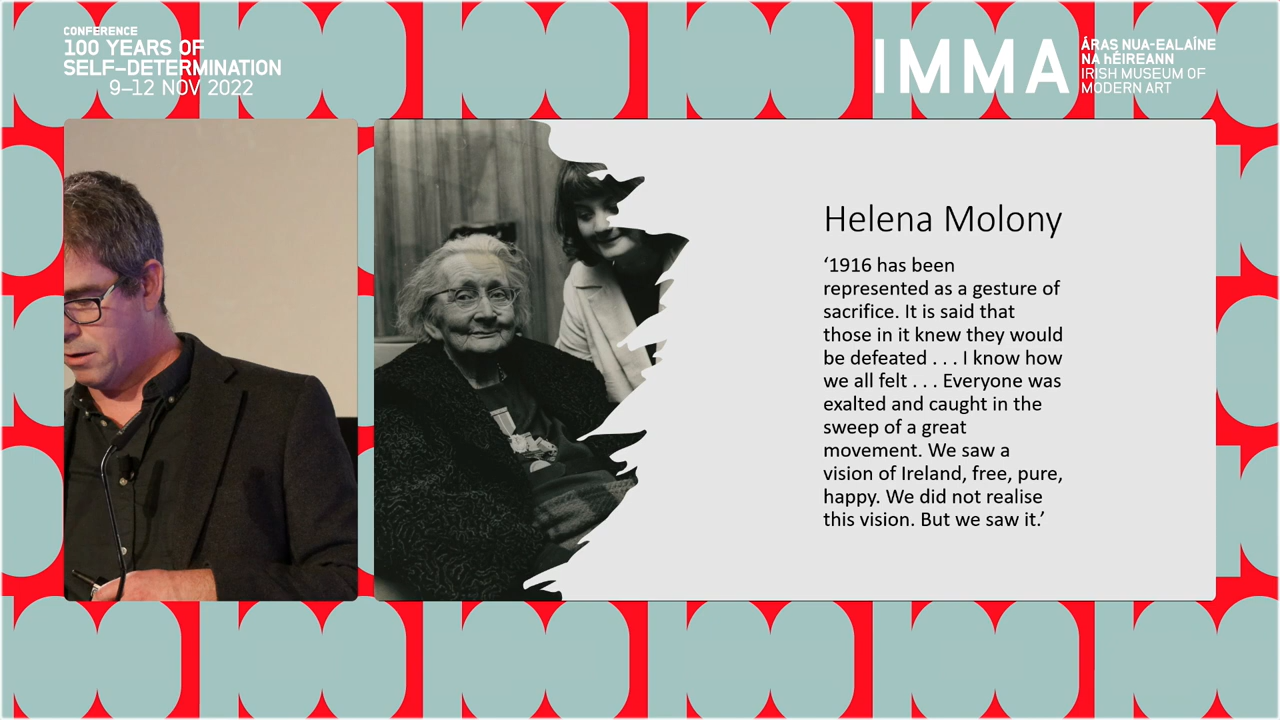 CONFERENCE
100 YEARS OF
SELF–DETERMINATION
9–12 NOV 2022
IMMA
ÁRAS NUA-EALAÍNE
NA hÉIREANN
IRISH MUSEUM OF
MODERN ART
Helena Molony
‘1916 has been
represented as a gesture of
sacrifice. It is said that
those in it knew they would
be defeated . . . I know how
we all felt . . . Everyone was
exalted and caught in the
sweep of a great
movement. We saw a
vision of Ireland, free, pure,
happy. We did not realise
this vision. But we saw it.’